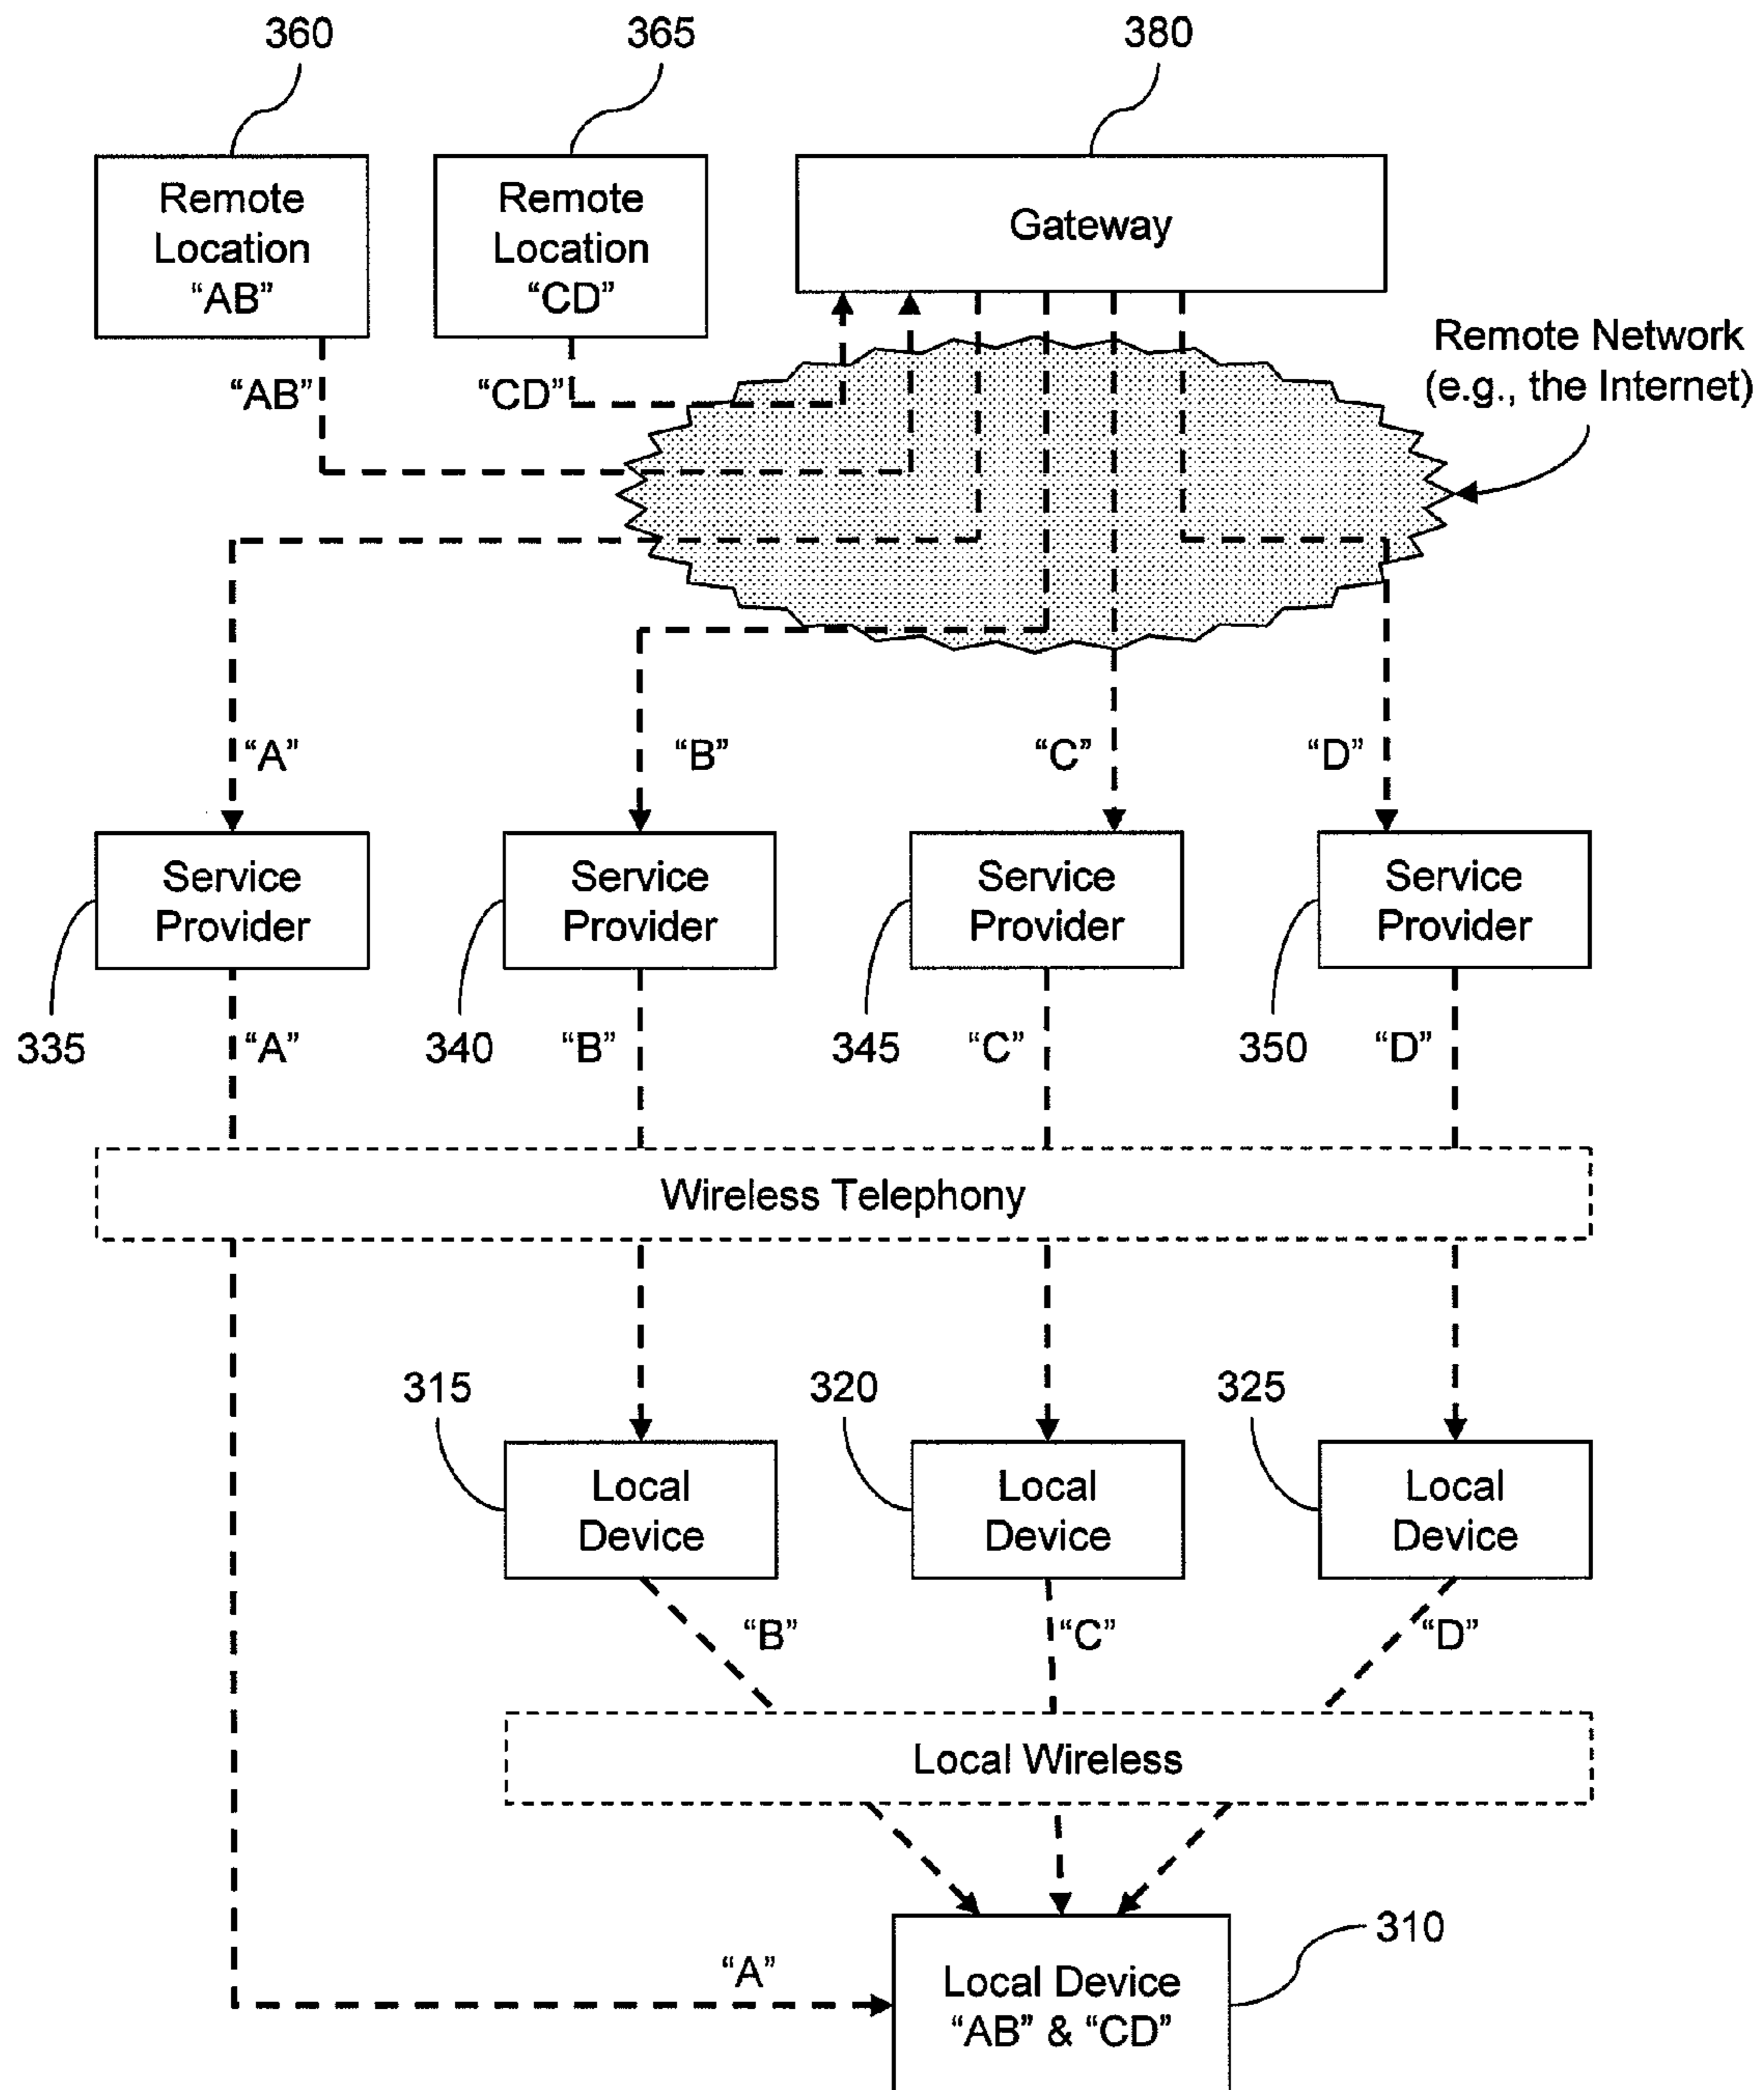 360
365
380
Remote
Location
“AB”
Remote
Location
“CD”
Gateway
Remote Network
(e.g., the Internet)
“AB”
“CD”
“A”
“B”
“C”
“D”
Service
Provider
Service
Provider
Service
Provider
Service
Provider
335
“A”
340
“B”
345
“C”
350
“D”
Wireless Telephony
315
320
325
Local
Device
Local
Device
Local
Device
“B”
“C”
“D”
Local Wireless
310
“A”
Local Device
“AB” & “CD”